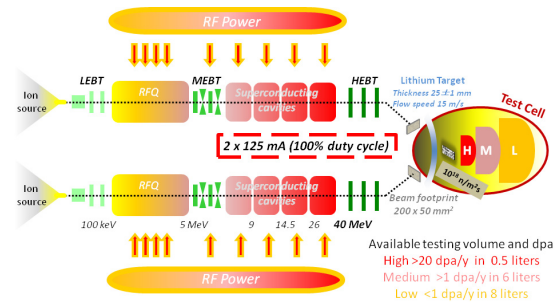 RF Power
LEBT
RFQ
MEBT
Superconducting
cavities
HEBT
Ion
source
Lithium Target
Thickness 25±1 mm
Flow speed 15 m/s
Test Cell
2 x 125 mA (100% duty cycle)
H
M
L
10¹⁸ n/m²s
Ion
source
RFQ
Superconducting
cavities
Beam footprint
200 x 50 mm²
100 keV
5 MeV
9
14.5
26
40 MeV
RF Power
Available testing volume and dpa
High >20 dpa/y in 0.5 liters
Medium >1 dpa/y in 6 liters
Low <1 dpa/y in 8 liters